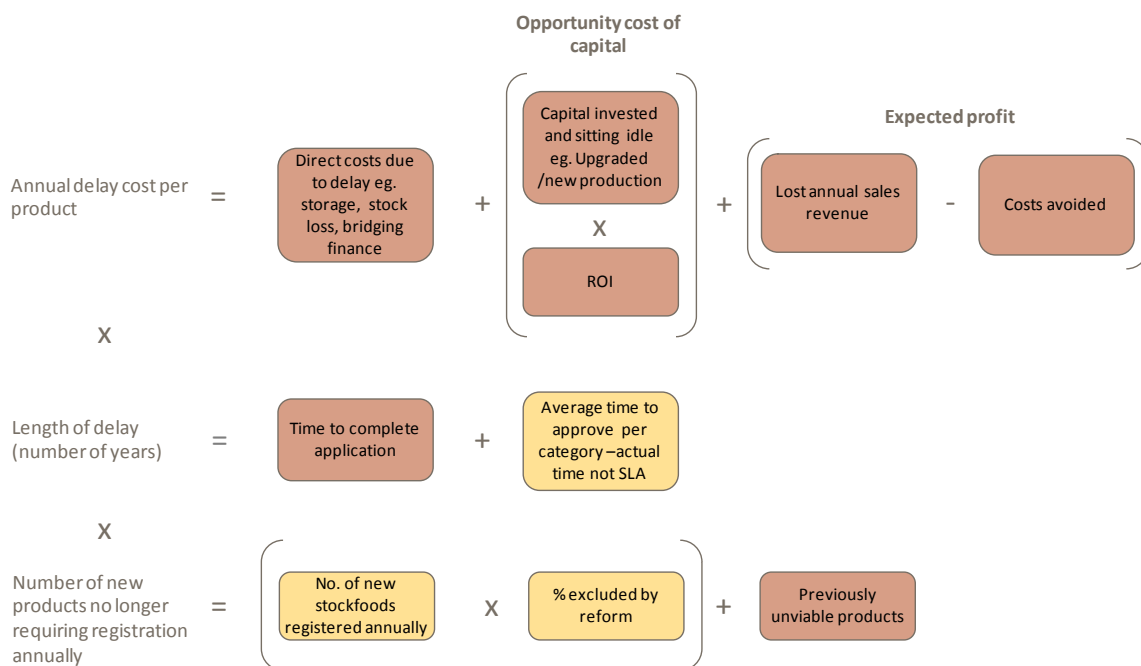 Opportunity cost of
capital
Expected profit
Annual delay cost per
product
=
Direct costs due
to delay eg.
storage, stock
loss, bridging
finance
+
Capital invested
and sitting idle
eg. Upgraded
/new production
X
ROI
+
Lost annual sales
revenue
-
Costs avoided
X
Length of delay
(number of years)
=
Time to complete
application
+
Average time to
approve per
category –actual
time not SLA
X
Number of new
products no longer
requiring registration
annually
=
No. of new
stockfoods
registered annually
X
% excluded by
reform
+
Previously
unviable products